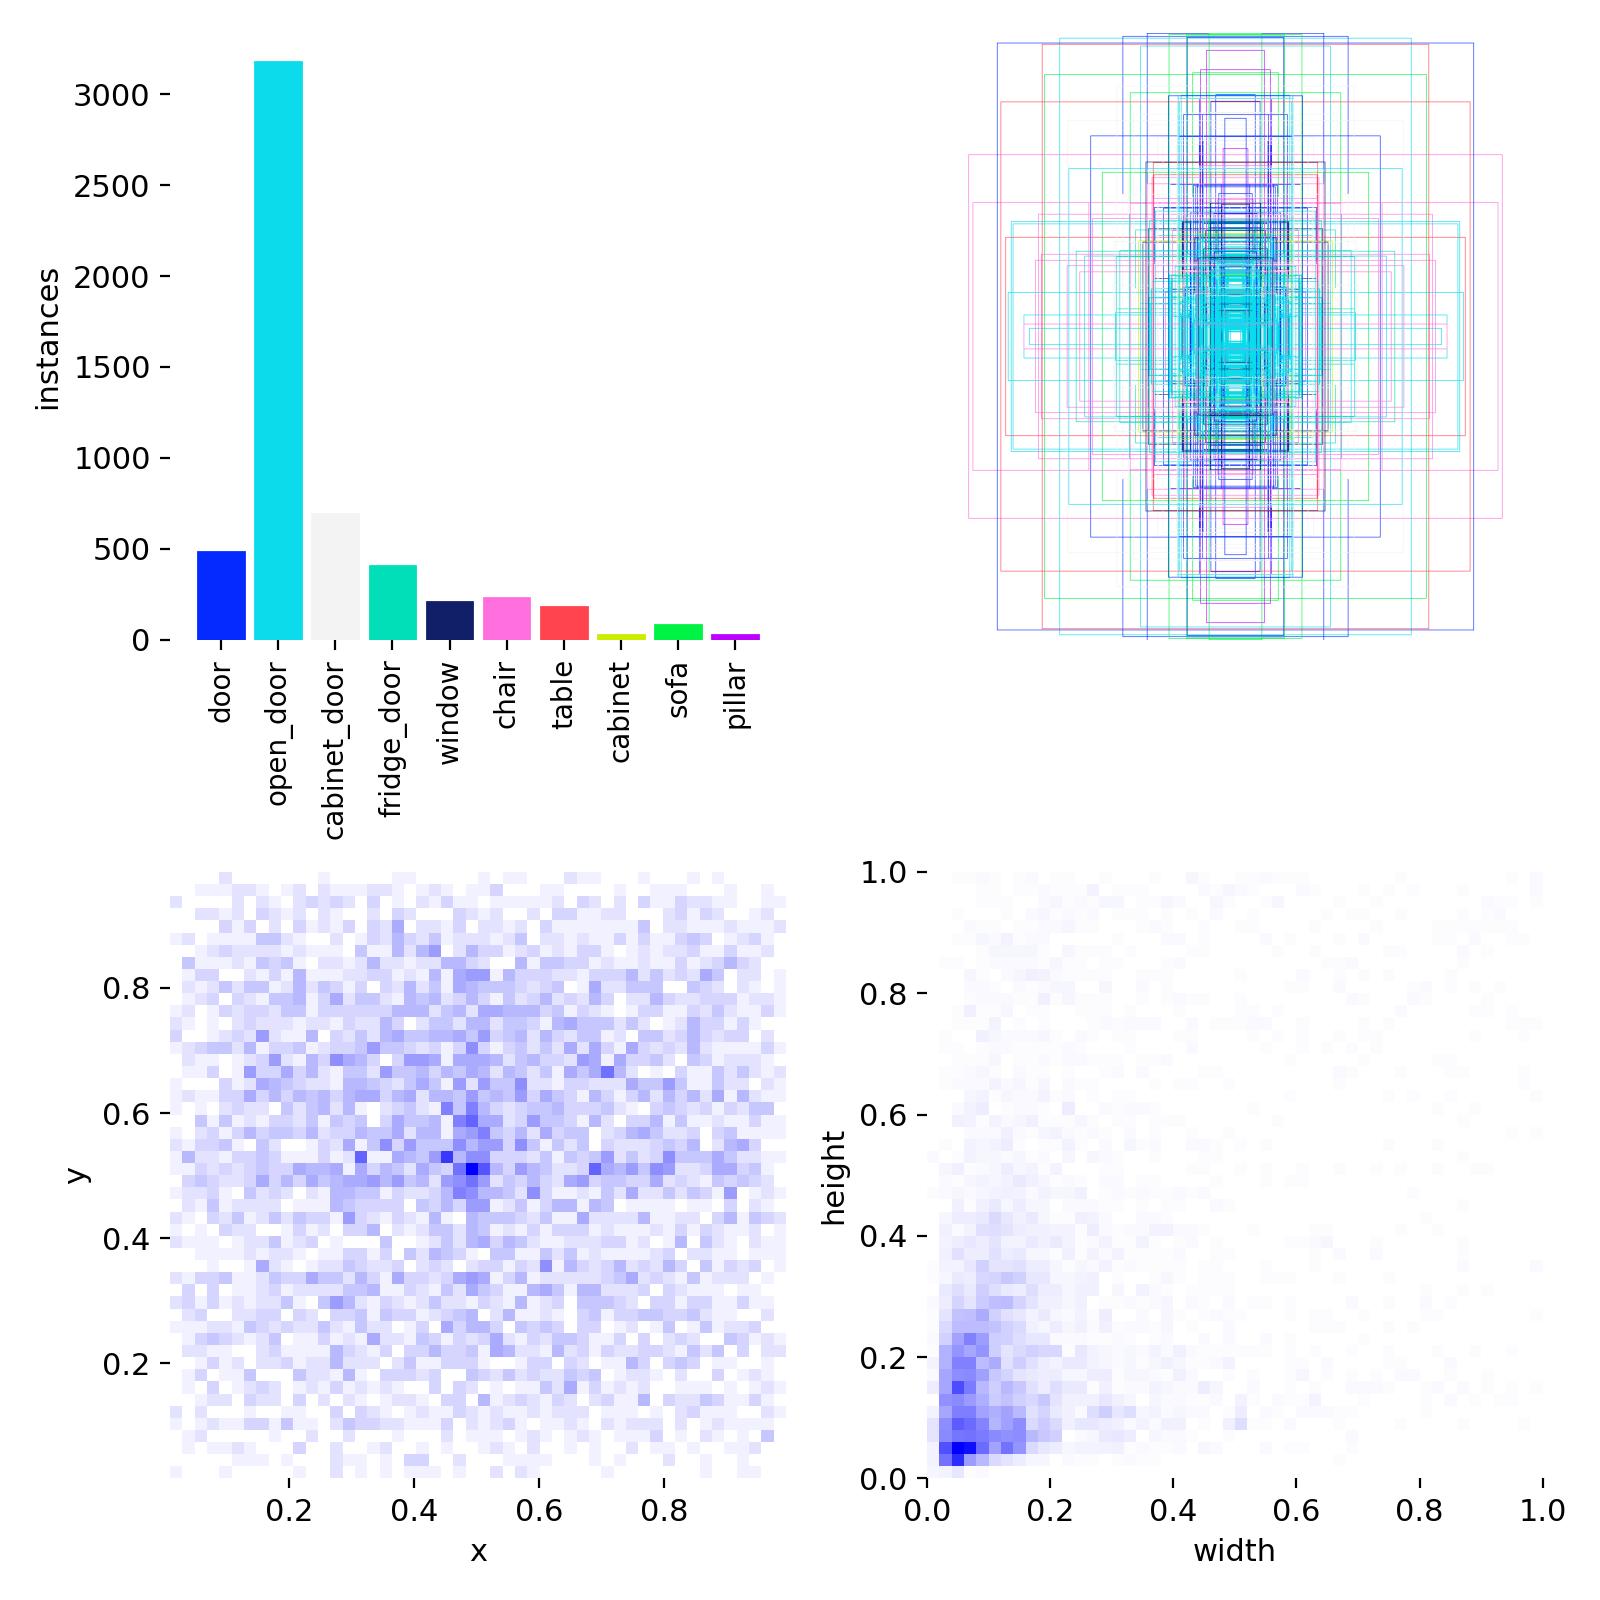 instances
3000
2500
2000
1500
1000
500
0
door
open_door
cabinet_door
fridge_door
window
chair
table
cabinet
sofa
pillar
y
0.8
0.6
0.4
0.2
0.2 0.4 0.6 0.8
x
height
1.0
0.8
0.6
0.4
0.2
0.0
0.0 0.2 0.4 0.6 0.8 1.0
width